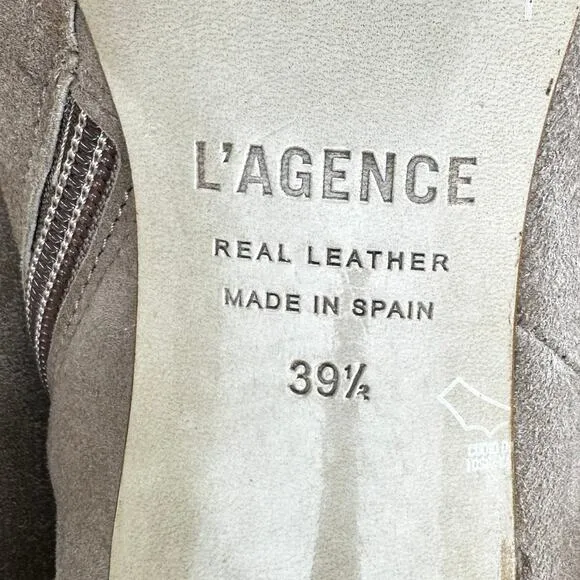 L'AGENCE
REAL LEATHER
MADE IN SPAIN
39½